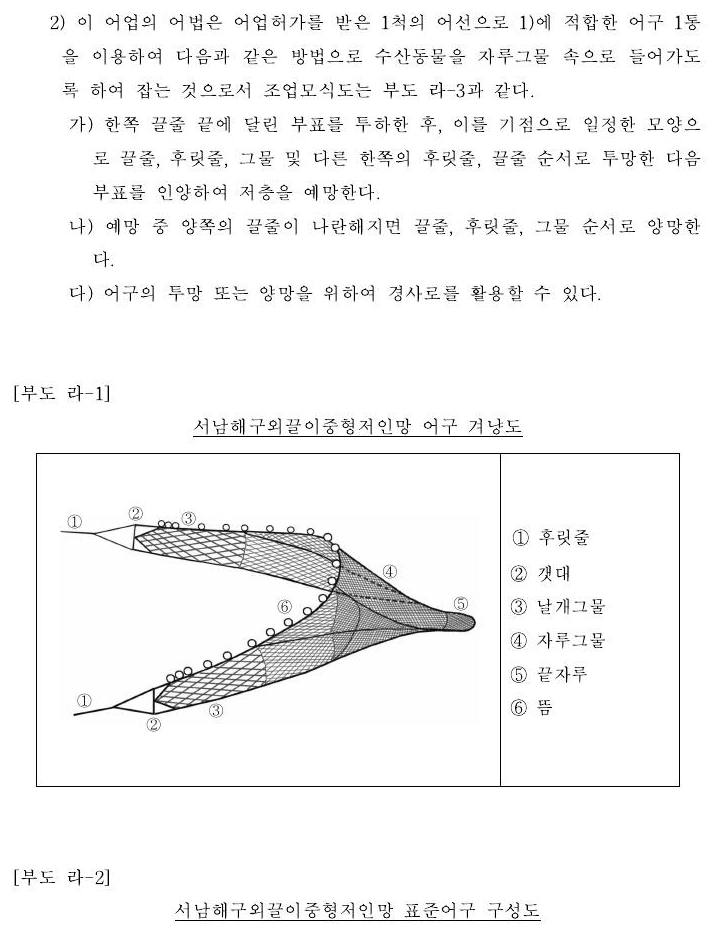 2) 이 어업의 어법은 어업허가를 받은 1척의 어선으로 1)에 적합한 어구 1통
을 이용하여 다음과 같은 방법으로 수산동물을 자루그물 속으로 들어가도
록 하여 잡는 것으로서 조업모식도는 부도 라-3과 같다.
가) 한쪽 끌줄 끝에 달린 부표를 투하한 후, 이를 기점으로 일정한 모양으
로 끌줄, 후릿줄, 그물 및 다른 한쪽의 후릿줄, 끌줄 순서로 투망한 다음
부표를 인양하여 저층을 예망한다.
나) 예망 중 양쪽의 끌줄이 나란해지면 끌줄, 후릿줄, 그물 순서로 양망한
다.
다) 어구의 투망 또는 양망을 위하여 경사로를 활용할 수 있다.
[부도 라-1]
서남해구외끌이중형저인망 어구 겨냥도
① ② ③
④
⑤
⑥
① ② ③
① 후릿줄
② 갯대
③ 날개그물
④ 자루그물
⑤ 끝자루
⑥ 뜸
[부도 라-2]
서남해구외끌이중형저인망 표준어구 구성도